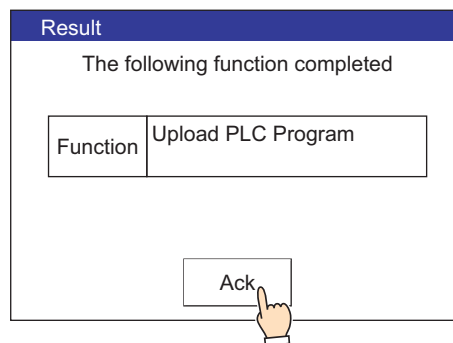 Result
The following function completed
Function
Upload PLC Program
Ack